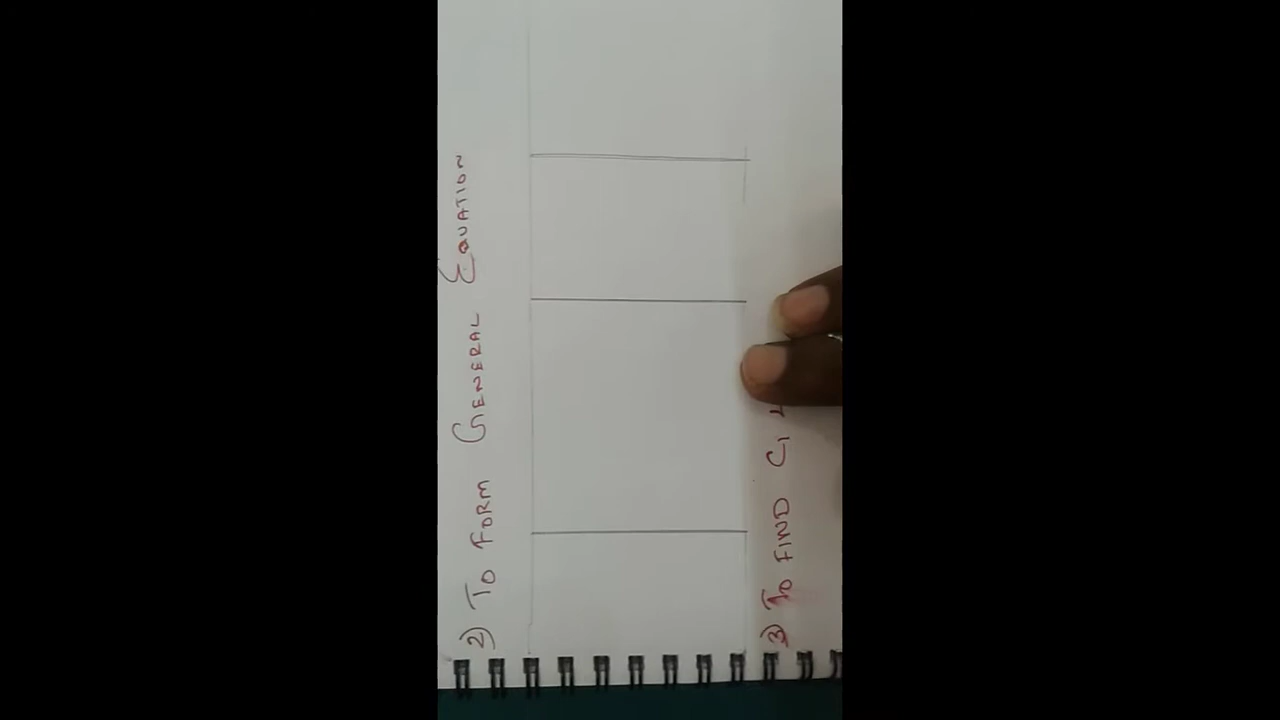 2) TO FORM GENERAL EQUATION
3) TO FIND C1